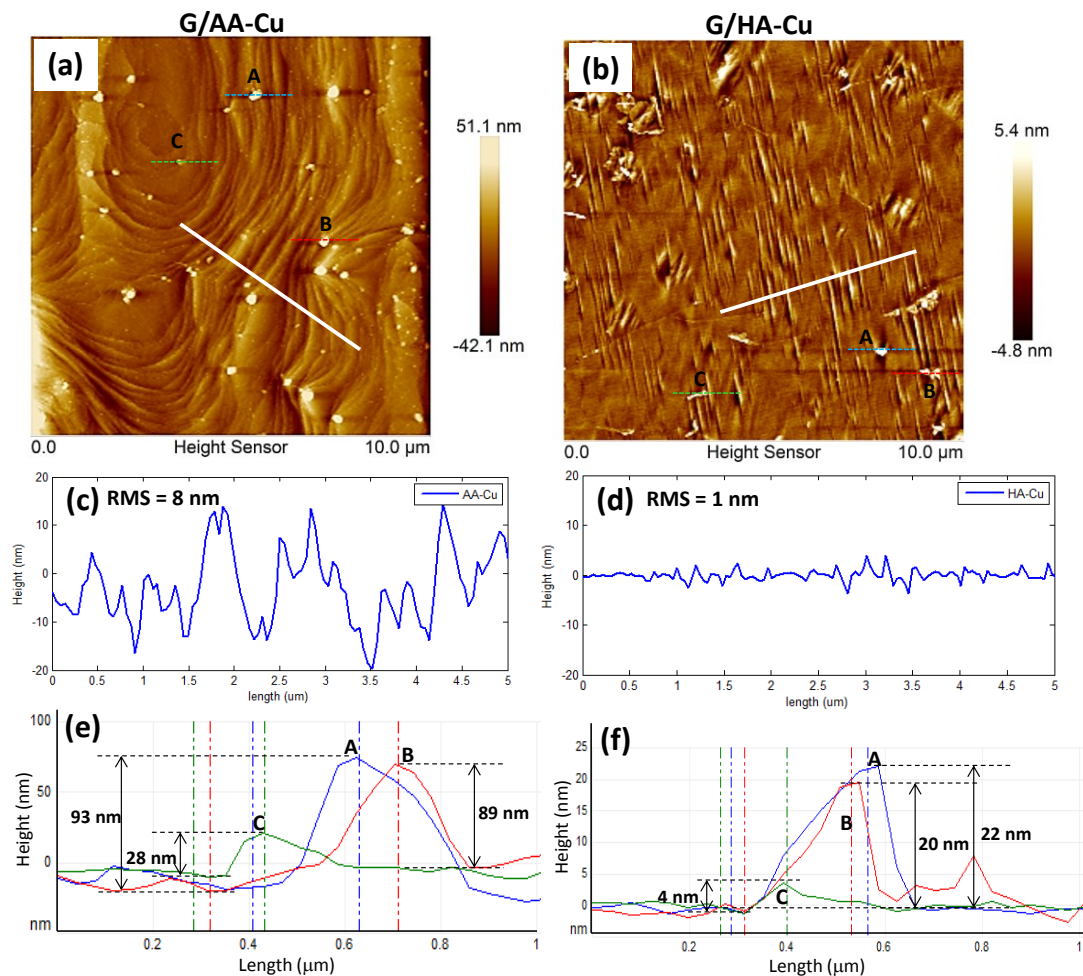 G/AA-Cu
G/HA-Cu
(a)
A
C
B
51.1 nm
-42.1 nm
0.0
Height Sensor
10.0 µm
(b)
A
B
C
5.4 nm
-4.8 nm
0.0
Height Sensor
10.0 µm
(c) RMS = 8 nm
AA-Cu
Height(nm)
20
10
0
-10
-20
0 0.5 1 1.5 2 2.5 3 3.5 4 4.5 5
length (um)
(d) RMS = 1 nm
HA-Cu
Height(nm)
20
10
0
-10
-20
0 0.5 1 1.5 2 2.5 3 3.5 4 4.5 5
length (um)
(e)
100
50
0
nm
Height (nm)
A
B
C
93 nm
28 nm
89 nm
0.2 0.4 0.6 0.8 1
Length (µm)
(f)
25
20
15
10
5
0
nm
Height (nm)
A
B
C
4 nm
20 nm
22 nm
0.2 0.4 0.6 0.8 1
Length (µm)